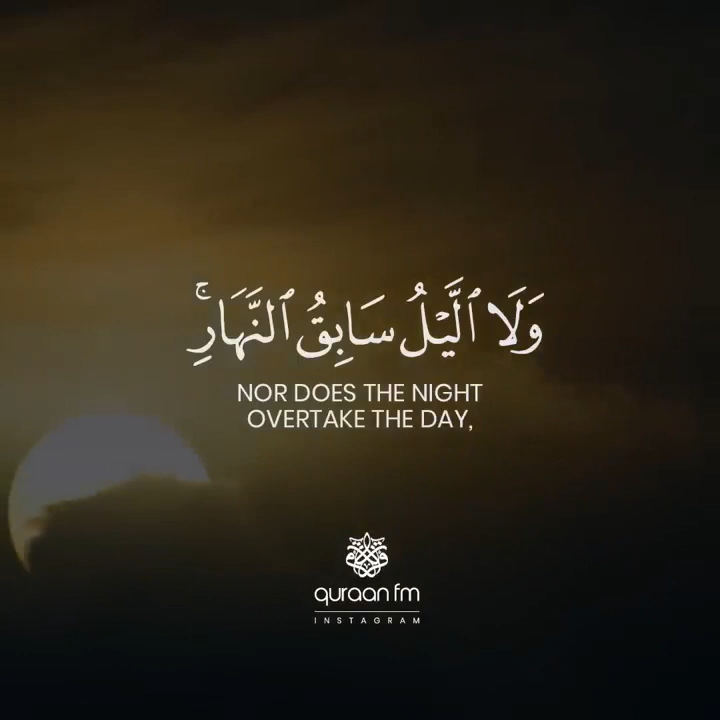 وَلَا ٱلَّيْلُ سَابِقُ ٱلنَّهَارِۚ
NOR DOES THE NIGHT
OVERTAKE THE DAY,
quraan fm
INSTAGRAM